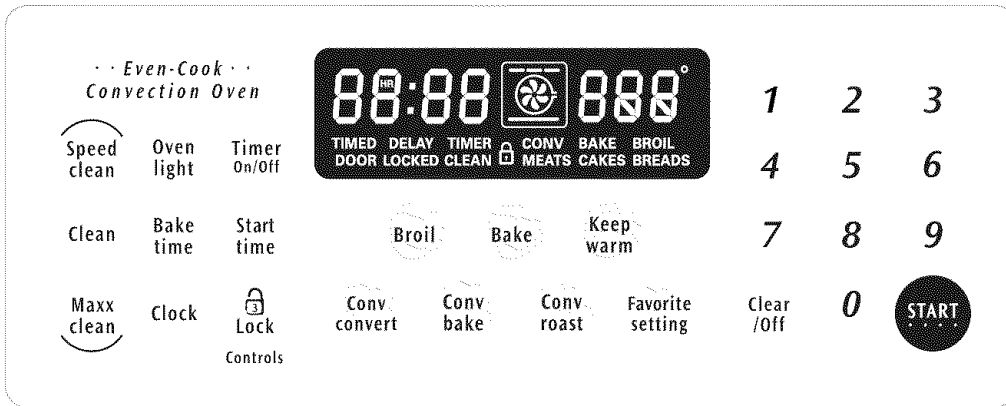 · · Even-Cook · ·
Convection Oven
88:88 888°
HR
TIMED DELAY TIMER CONV BAKE BROIL
DOOR LOCKED CLEAN MEATS CAKES BREADS
Speed
clean
Oven
light
Timer
On/Off
Clean
Bake
time
Start
time
Maxx
clean
Clock
3
Lock
Controls
Broil
Bake
Keep
warm
Conv
convert
Conv
bake
Conv
roast
Favorite
setting
1 2 3
4 5 6
7 8 9
Clear
/Off
0
START